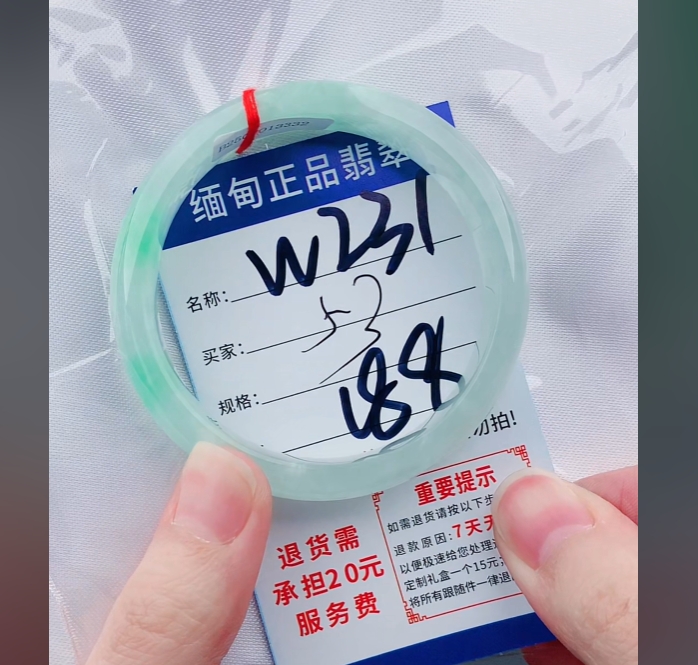 缅甸正品翡翠
名称: W231
买家: 53
规格:
188
勿拍!
重要提示
如需退货请按以下步
退款原因:7天无
以便极速给您处理退
定制礼盒一个15元,
将所有跟随件一律退
退货需
承担20元
服务费